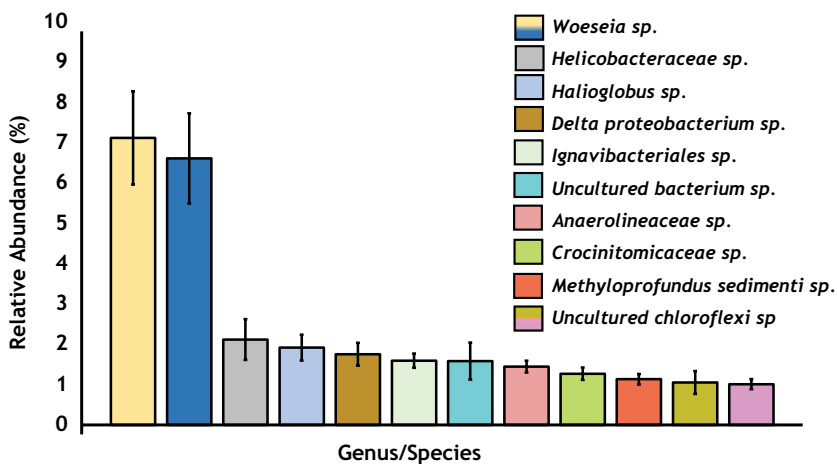 10
9
8
7
6
5
4
3
2
1
0
Relative Abundance (%)
Genus/Species
Woeseia sp.
Helicobacteraceae sp.
Halioglobus sp.
Delta proteobacterium sp.
Ignavibacteriales sp.
Uncultured bacterium sp.
Anaerolineaceae sp.
Crocinitomicaceae sp.
Methyloprofundus sedimenti sp.
Uncultured chloroflexi sp